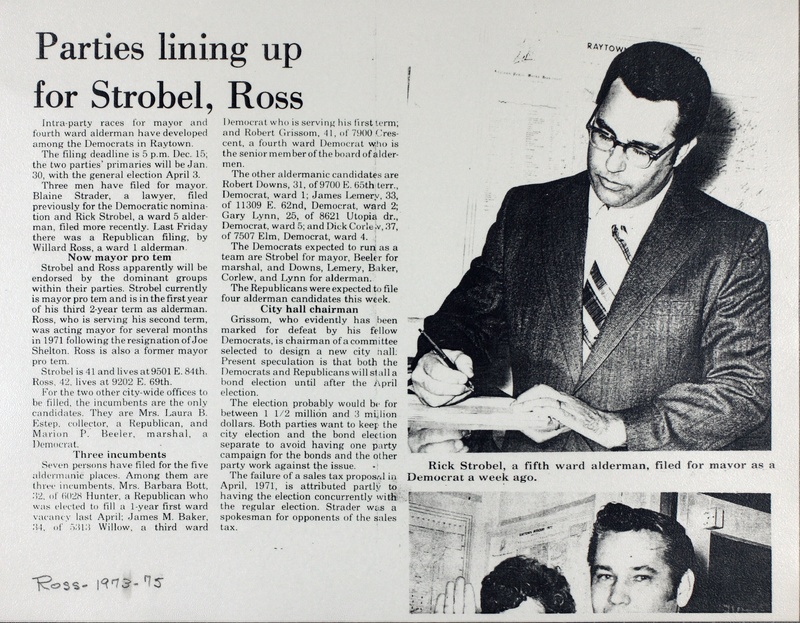 Parties lining up
for Strobel, Ross
Intra-party races for mayor and
fourth ward alderman have developed
among the Democrats in Raytown.
The filing deadline is 5 p.m. Dec. 15;
the two parties' primaries will be Jan.
30, with the general election April 3.
Three men have filed for mayor.
Blaine Strader, a lawyer, filed
previously for the Democratic nomina-
tion and Rick Strobel, a ward 5 alder-
man, filed more recently. Last Friday
there was a Republican filing, by
Willard Ross, a ward 1 alderman.
Now mayor pro tem
Strobel and Ross apparently will be
endorsed by the dominant groups
within their parties. Strobel currently
is mayor pro tem and is in the first year
of his third 2-year term as alderman.
Ross, who is serving his second term,
was acting mayor for several months
in 1971 following the resignation of Joe
Shelton. Ross is also a former mayor
pro tem.
Strobel is 41 and lives at 9501 E. 84th.
Ross, 42, lives at 9202 E. 69th.
For the two other city-wide offices to
be filled, the incumbents are the only
candidates. They are Mrs. Laura B.
Estep, collector, a Republican, and
Marion P. Beeler, marshal, a
Democrat.
Three incumbents
Seven persons have filed for the five
aldermanic places. Among them are
three incumbents, Mrs. Barbara Bott,
32, of 6028 Hunter, a Republican who
was elected to fill a 1-year first ward
vacancy last April; James M. Baker,
34, of 5313 Willow, a third ward
Democrat who is serving his first term;
and Robert Grissom, 41, of 7900 Cres-
cent, a fourth ward Democrat who is
the senior member of the board of alder-
men.
The other aldermanic candidates are
Robert Downs, 31, of 9700 E. 65th terr.,
Democrat, ward 1; James Lemery, 33,
of 11309 E. 62nd, Democrat, ward 2;
Gary Lynn, 25, of 8621 Utopia dr.,
Democrat, ward 5; and Dick Corlew, 37,
of 7507 Elm, Democrat, ward 4.
The Democrats expected to run as a
team are Strobel for mayor, Beeler for
marshal, and Downs, Lemery, Baker,
Corlew, and Lynn for alderman.
The Republicans were expected to file
four alderman candidates this week.
City hall chairman
Grissom, who evidently has been
marked for defeat by his fellow
Democrats, is chairman of a committee
selected to design a new city hall.
Present speculation is that both the
Democrats and Republicans will stall a
bond election until after the April
election.
The election probably would be for
between 1 1/2 million and 3 million
dollars. Both parties want to keep the
city election and the bond election
separate to avoid having one party
campaign for the bonds and the other
party work against the issue.
The failure of a sales tax proposal in
April, 1971, is attributed partly to
having the election concurrently with
the regular election. Strader was a
spokesman for opponents of the sales
tax.
RAYTOW
Rick Strobel, a fifth ward alderman, filed for mayor as a
Democrat a week ago.
Ross- 1973-75